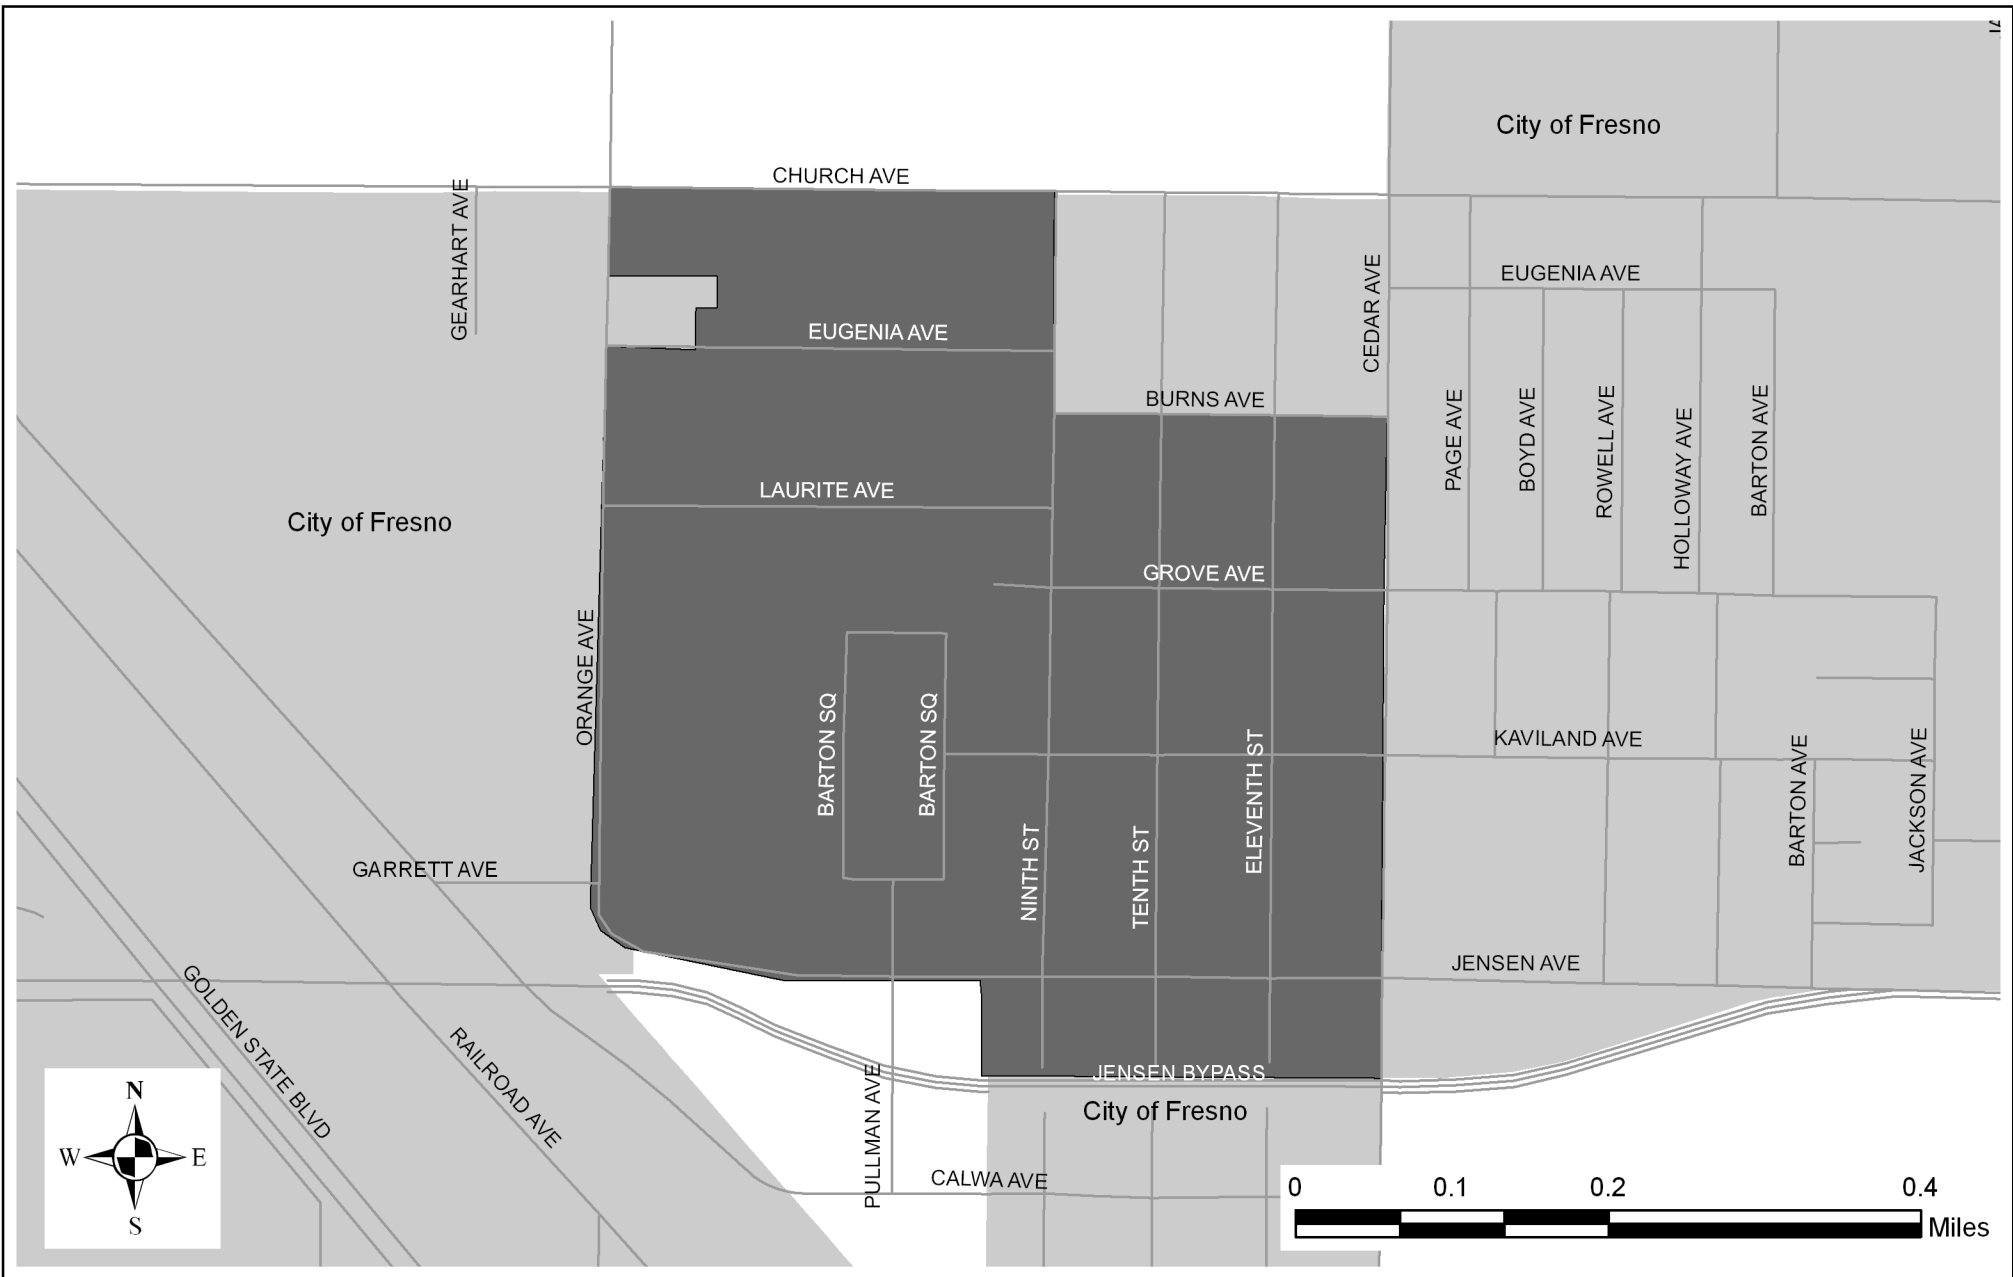 City of Fresno
CHURCH AVE
GEARHART AVE
EUGENIA AVE
CEDAR AVE
EUGENIA AVE
BURNS AVE
PAGE AVE
BOYD AVE
ROWELL AVE
HOLLOWAY AVE
BARTON AVE
LAURITE AVE
City of Fresno
GROVE AVE
ORANGE AVE
BARTON SQ
BARTON SQ
KAVILAND AVE
ELEVENTH ST
BARTON AVE
JACKSON AVE
NINTH ST
TENTH ST
GARRETT AVE
JENSEN AVE
GOLDEN STATE BLVD
RAILROAD AVE
JENSEN BYPASS
PULLMAN AVE
City of Fresno
CALWA AVE
N
W E
S
0 0.1 0.2 0.4
Miles